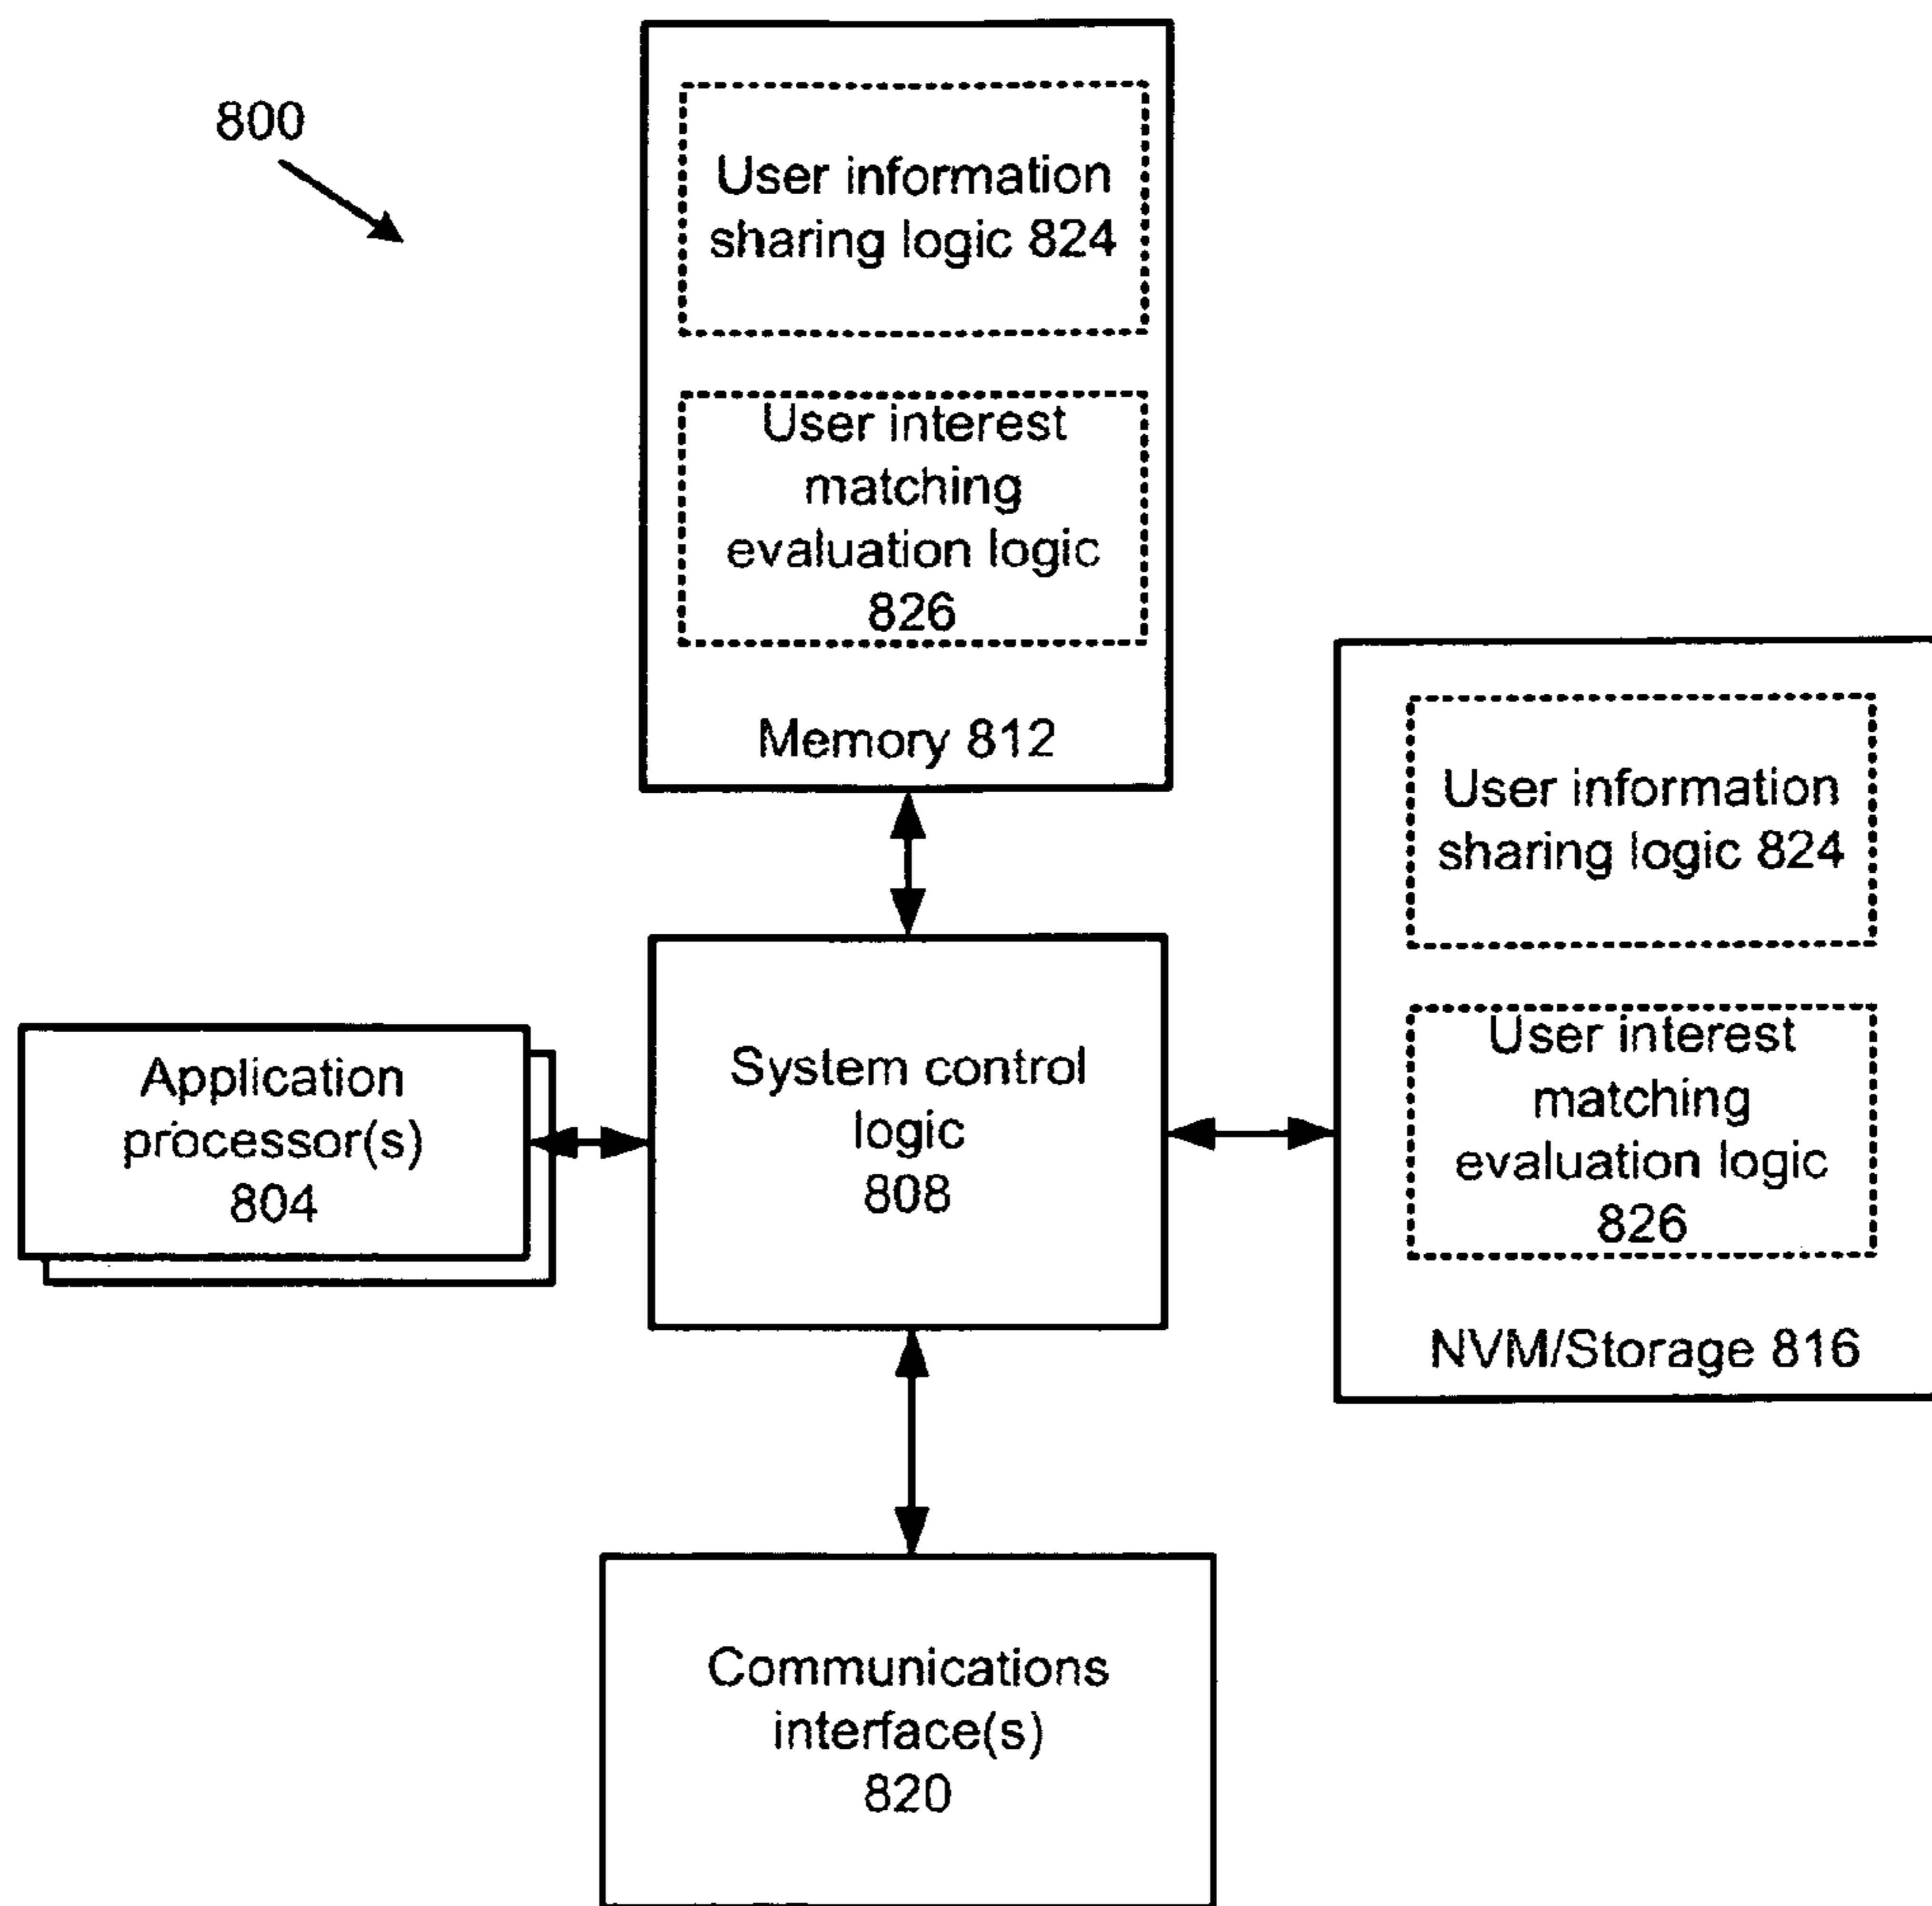 800
User information
sharing logic 824
User interest
matching
evaluation logic
826
Memory 812
User information
sharing logic 824
User interest
matching
evaluation logic
826
NVM/Storage 816
Application
processor(s)
804
System control
logic
808
Communications
interface(s)
820